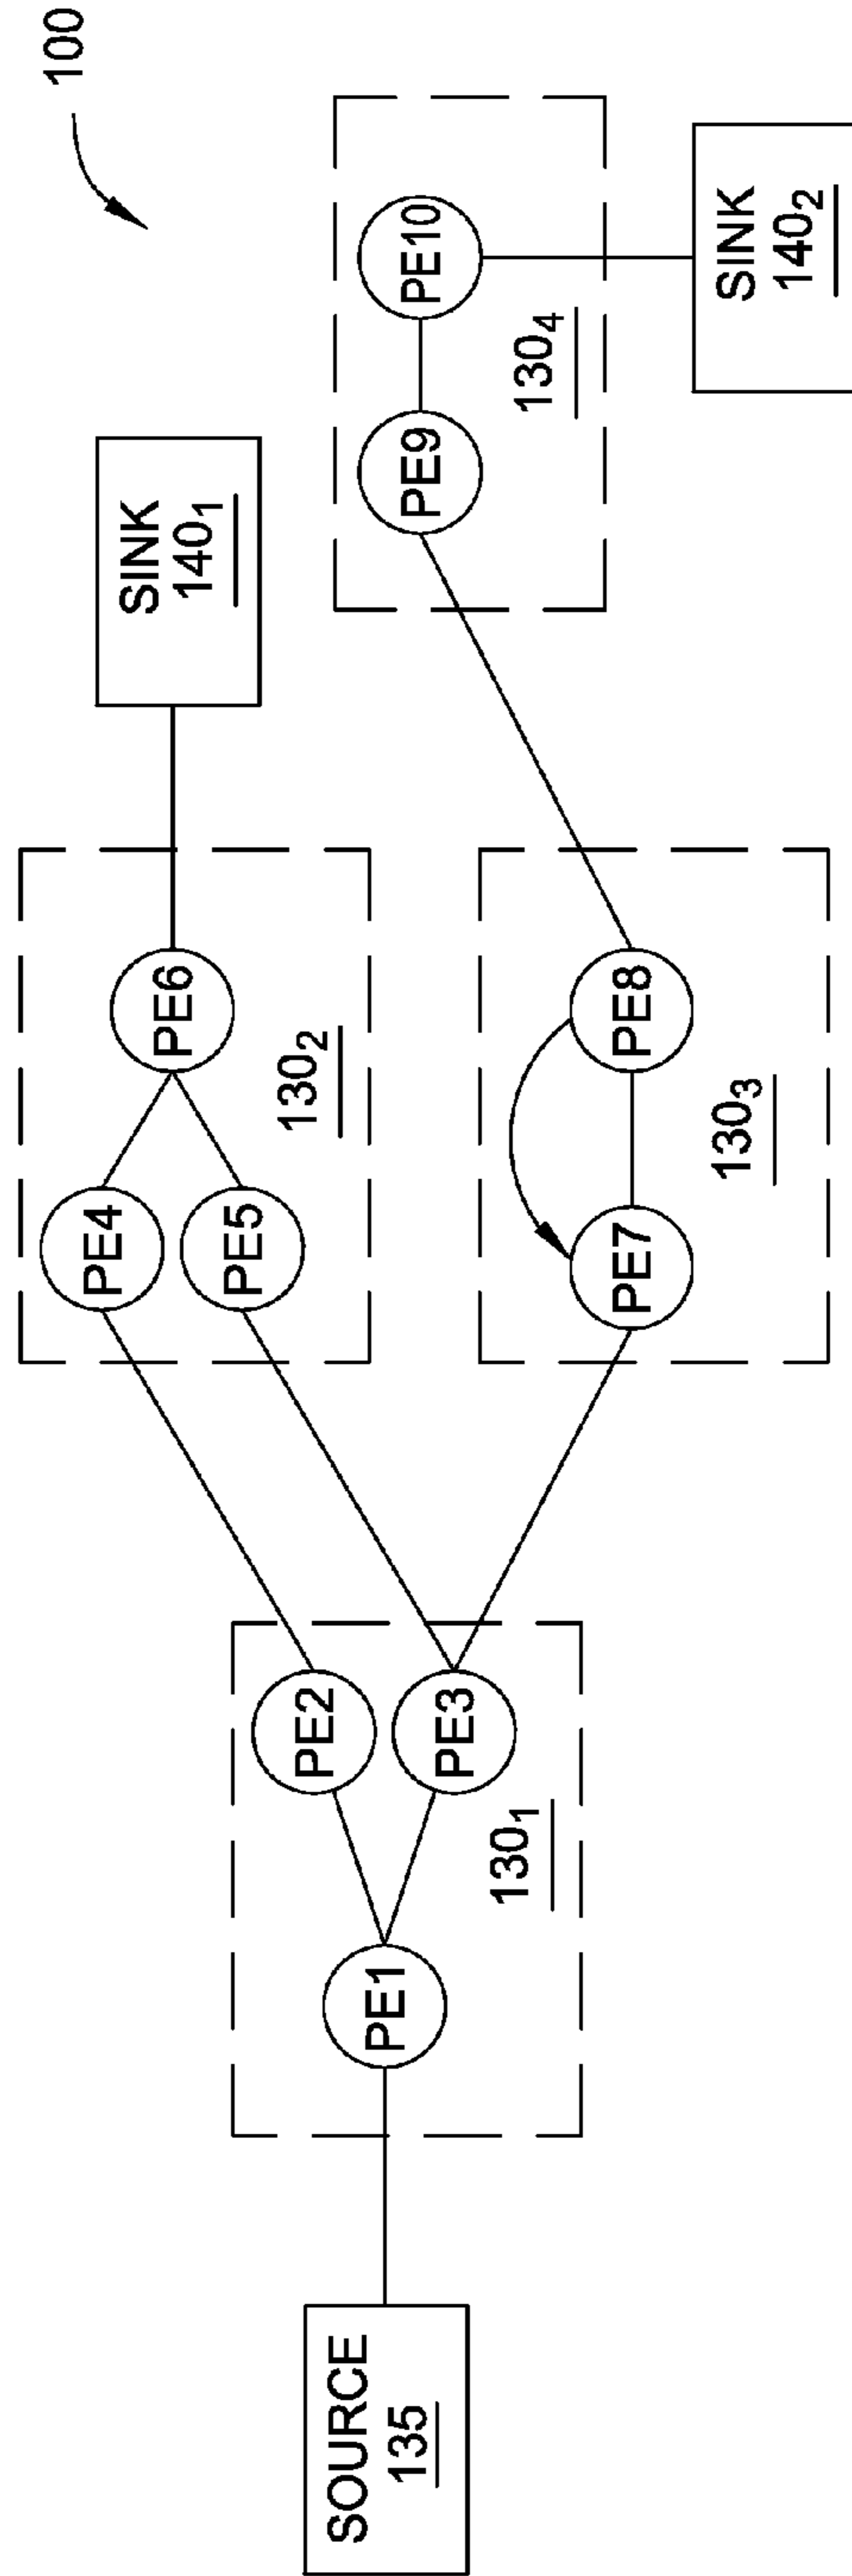 100
SOURCE
135
PE1
PE2
PE3
130₁
PE4
PE5
PE6
130₂
SINK
140₁
PE7
PE8
130₃
PE9
PE10
130₄
SINK
140₂